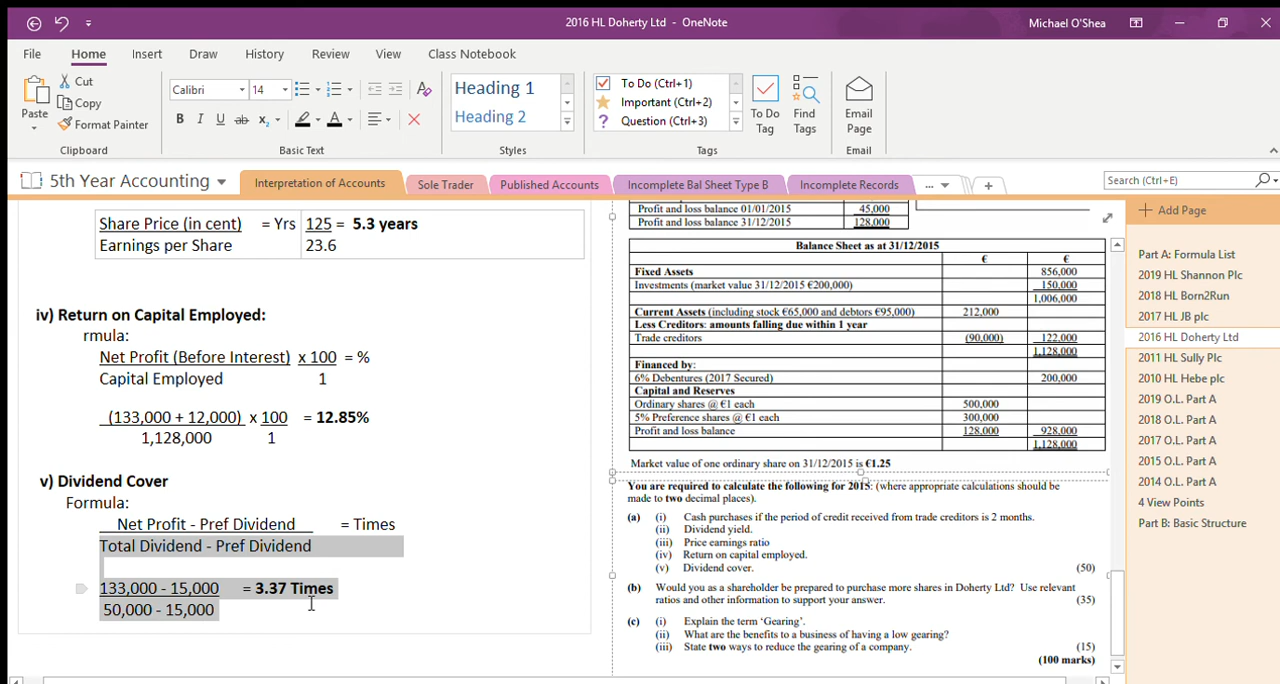 2016 HL Doherty Ltd - OneNote
Michael O'Shea
File Home Insert Draw History Review View Class Notebook
Paste
Cut
Copy
Format Painter
Clipboard
Calibri 14
B I U ab x₂ A
Basic Text
Heading 1
Heading 2
Styles
To Do (Ctrl+1)
Important (Ctrl+2)
? Question (Ctrl+3)
To Do Tag
Find Tags
Tags
Email Page
Email
5th Year Accounting
Interpretation of Accounts
Sole Trader
Published Accounts
Incomplete Bal Sheet Type B
Incomplete Records
...
+
Search (Ctrl+E)
Share Price (in cent) = Yrs 125 = 5.3 years
Earnings per Share 23.6
iv) Return on Capital Employed:
rmula:
Net Profit (Before Interest) x 100 = %
Capital Employed 1
(133,000 + 12,000) x 100 = 12.85%
1,128,000 1
v) Dividend Cover
Formula:
Net Profit - Pref Dividend = Times
Total Dividend - Pref Dividend
133,000 - 15,000 = 3.37 Times
50,000 - 15,000
Profit and loss balance 01/01/2015 45,000
Profit and loss balance 31/12/2015 128,000
Balance Sheet as at 31/12/2015
€ €
Fixed Assets 856,000
Investments (market value 31/12/2015 €200,000) 150,000
1,006,000
Current Assets (including stock €65,000 and debtors €95,000) 212,000
Less Creditors: amounts falling due within 1 year
Trade creditors (90,000) 122,000
1,128,000
Financed by:
6% Debentures (2017 Secured) 200,000
Capital and Reserves
Ordinary shares @ €1 each 500,000
5% Preference shares @ €1 each 300,000
Profit and loss balance 128,000 928,000
1,128,000
Market value of one ordinary share on 31/12/2015 is €1.25
You are required to calculate the following for 2015: (where appropriate calculations should be
made to two decimal places).
(a) (i) Cash purchases if the period of credit received from trade creditors is 2 months.
(ii) Dividend yield.
(iii) Price earnings ratio
(iv) Return on capital employed.
(v) Dividend cover. (50)
(b) Would you as a shareholder be prepared to purchase more shares in Doherty Ltd? Use relevant
ratios and other information to support your answer. (35)
(c) (i) Explain the term ‘Gearing’.
(ii) What are the benefits to a business of having a low gearing?
(iii) State two ways to reduce the gearing of a company. (15)
(100 marks)
Add Page
Part A: Formula List
2019 HL Shannon Plc
2018 HL Born2Run
2017 HL JB plc
2016 HL Doherty Ltd
2011 HL Sully Plc
2010 HL Hebe plc
2019 O.L. Part A
2018 O.L. Part A
2017 O.L. Part A
2015 O.L. Part A
2014 O.L. Part A
4 View Points
Part B: Basic Structure